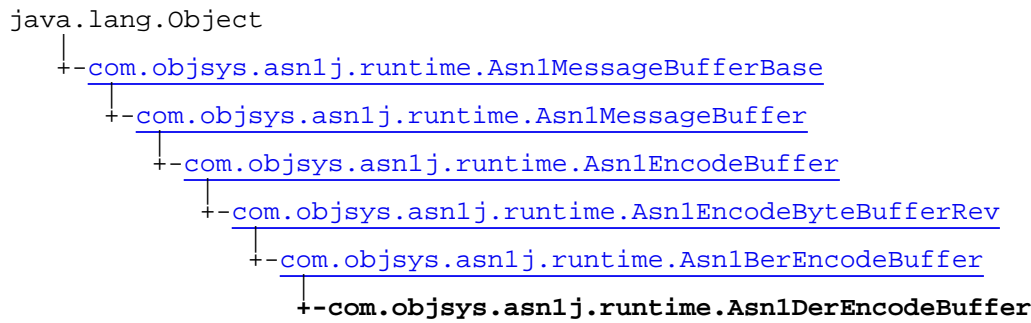 java.lang.Object
+-com.objsys.asn1j.runtime.Asn1MessageBufferBase
+-com.objsys.asn1j.runtime.Asn1MessageBuffer
+-com.objsys.asn1j.runtime.Asn1EncodeBuffer
+-com.objsys.asn1j.runtime.Asn1EncodeByteBufferRev
+-com.objsys.asn1j.runtime.Asn1BerEncodeBuffer
+-com.objsys.asn1j.runtime.Asn1DerEncodeBuffer